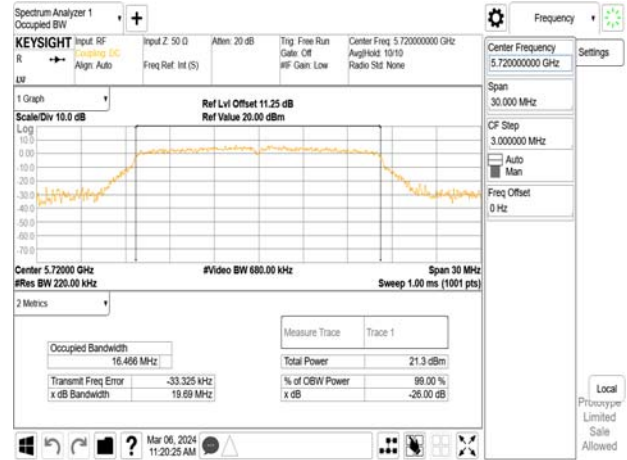 Spectrum Analyzer 1
Occupied BW
Frequency
KEYSIGHT
R
LVI
Input: RF
Coupling: DC
Align: Auto
Input Z: 50 Ω
Freq Ref: Int (S)
Atten: 20 dB
Trig: Free Run
Gate: Off
#IF Gain: Low
Center Freq: 5.720000000 GHz
Avg|Hold: 10/10
Radio Std: None
Center Frequency
5.720000000 GHz
Settings
Span
30.000 MHz
CF Step
3.000000 MHz
Auto
Man
Freq Offset
0 Hz
1 Graph
Scale/Div 10.0 dB
Ref Lvl Offset 11.25 dB
Ref Value 20.00 dBm
Log
10.0
0.00
-10.0
-20.0
-30.0
-40.0
-50.0
-60.0
-70.0
Center 5.72000 GHz
#Res BW 220.00 kHz
#Video BW 680.00 kHz
Span 30 MHz
Sweep 1.00 ms (1001 pts)
2 Metrics
Measure Trace Trace 1
Occupied Bandwidth
16.466 MHz
Total Power 21.3 dBm
Transmit Freq Error -33.325 kHz
% of OBW Power 99.00 %
x dB Bandwidth 19.69 MHz
x dB -26.00 dB
Local
Prototype
Limited
Sale
Allowed
?
Mar 06, 2024
11:20:25 AM